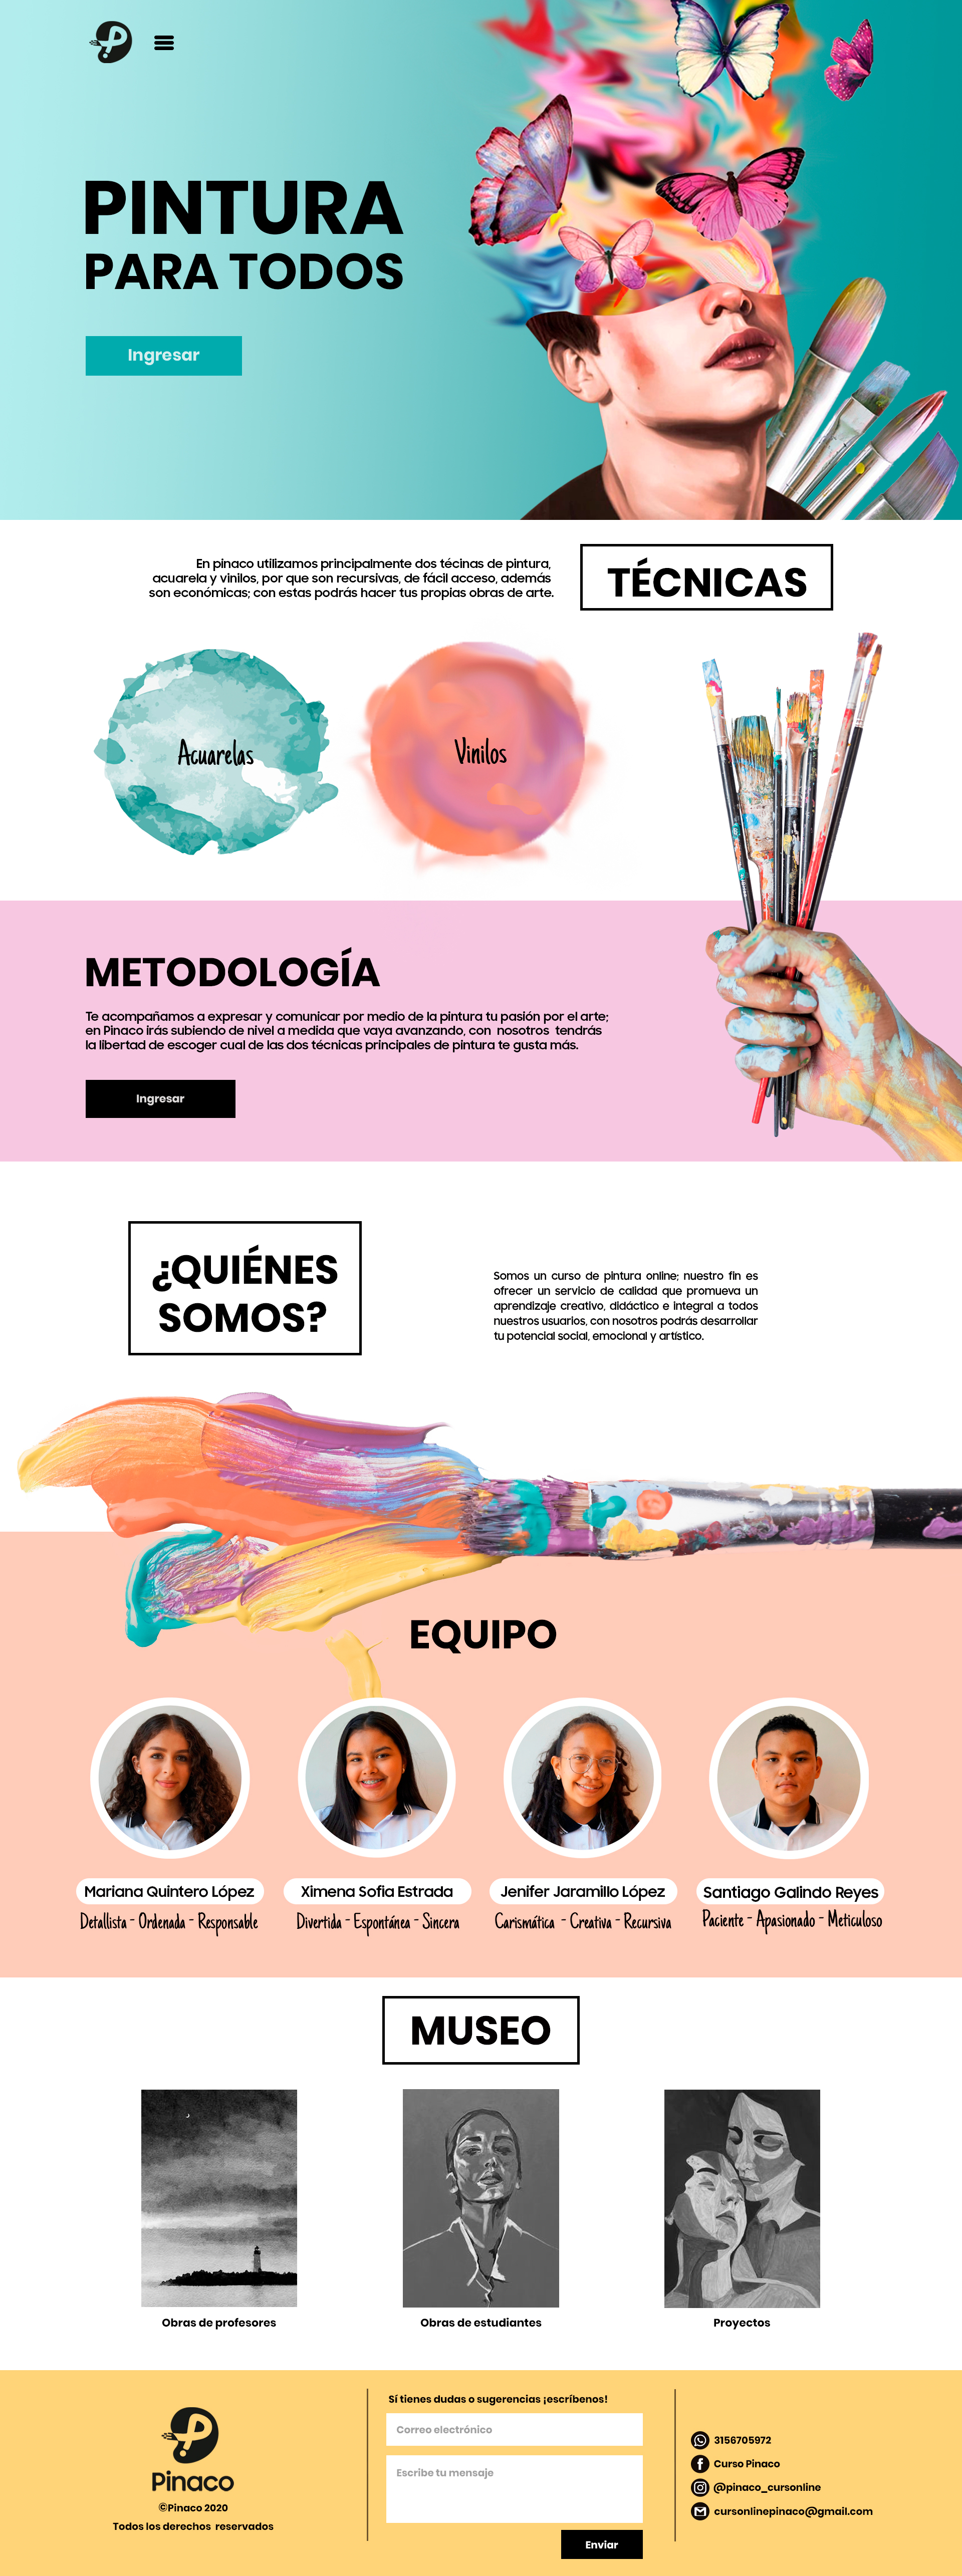 PINTURA
PARA TODOS
Ingresar
En pinaco utilizamos principalmente dos técinas de pintura,
acuarela y vinilos, por que son recursivas, de fácil acceso, además
son económicas; con estas podrás hacer tus propias obras de arte.
TÉCNICAS
Acuarelas
Vinilos
METODOLOGÍA
Te acompañamos a expresar y comunicar por medio de la pintura tu pasión por el arte;
en Pinaco irás subiendo de nivel a medida que vaya avanzando, con nosotros tendrás
la libertad de escoger cual de las dos técnicas principales de pintura te gusta más.
Ingresar
¿QUIÉNES
SOMOS?
Somos un curso de pintura online; nuestro fin es
ofrecer un servicio de calidad que promueva un
aprendizaje creativo, didáctico e integral a todos
nuestros usuarios, con nosotros podrás desarrollar
tu potencial social, emocional y artístico.
EQUIPO
Mariana Quintero López
Detallista - Ordenada - Responsable
Ximena Sofia Estrada
Divertida - Espontánea - Sincera
Jenifer Jaramillo López
Carismática - Creativa - Recursiva
Santiago Galindo Reyes
Paciente - Apasionado - Meticuloso
MUSEO
Obras de profesores
Obras de estudiantes
Proyectos
Pinaco
©Pinaco 2020
Todos los derechos reservados
Sí tienes dudas o sugerencias ¡escríbenos!
Correo electrónico
Escribe tu mensaje
Enviar
3156705972
Curso Pinaco
@pinaco_cursonline
cursonlinepinaco@gmail.com